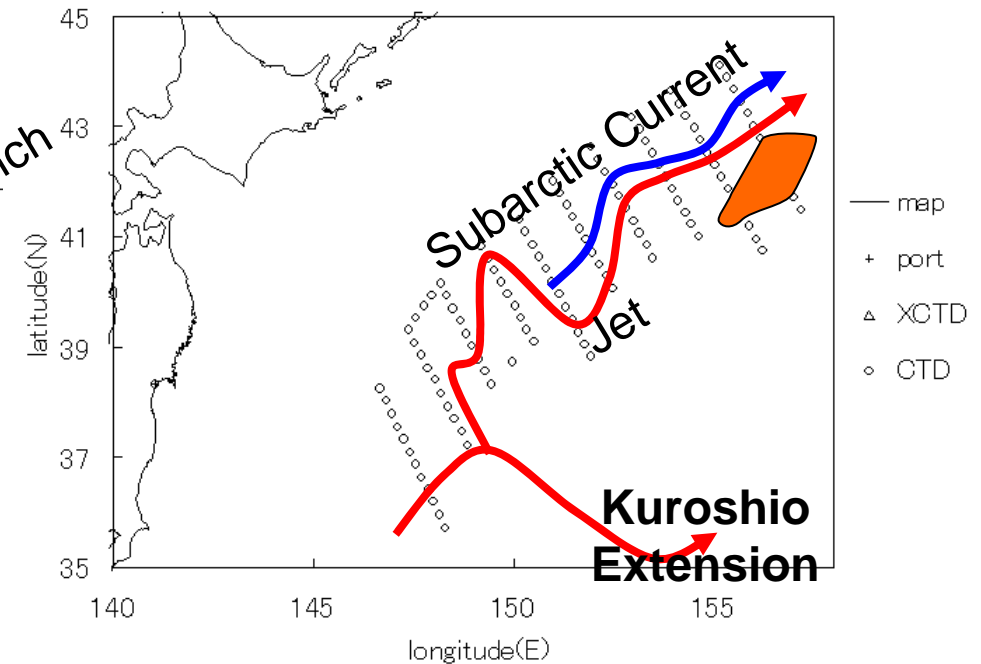 45
43
41
39
37
35
latitude(N)
140
145
150
155
longitude(E)
Subarctic Current
Jet
Kuroshio
Extension
map
port
XCTD
CTD